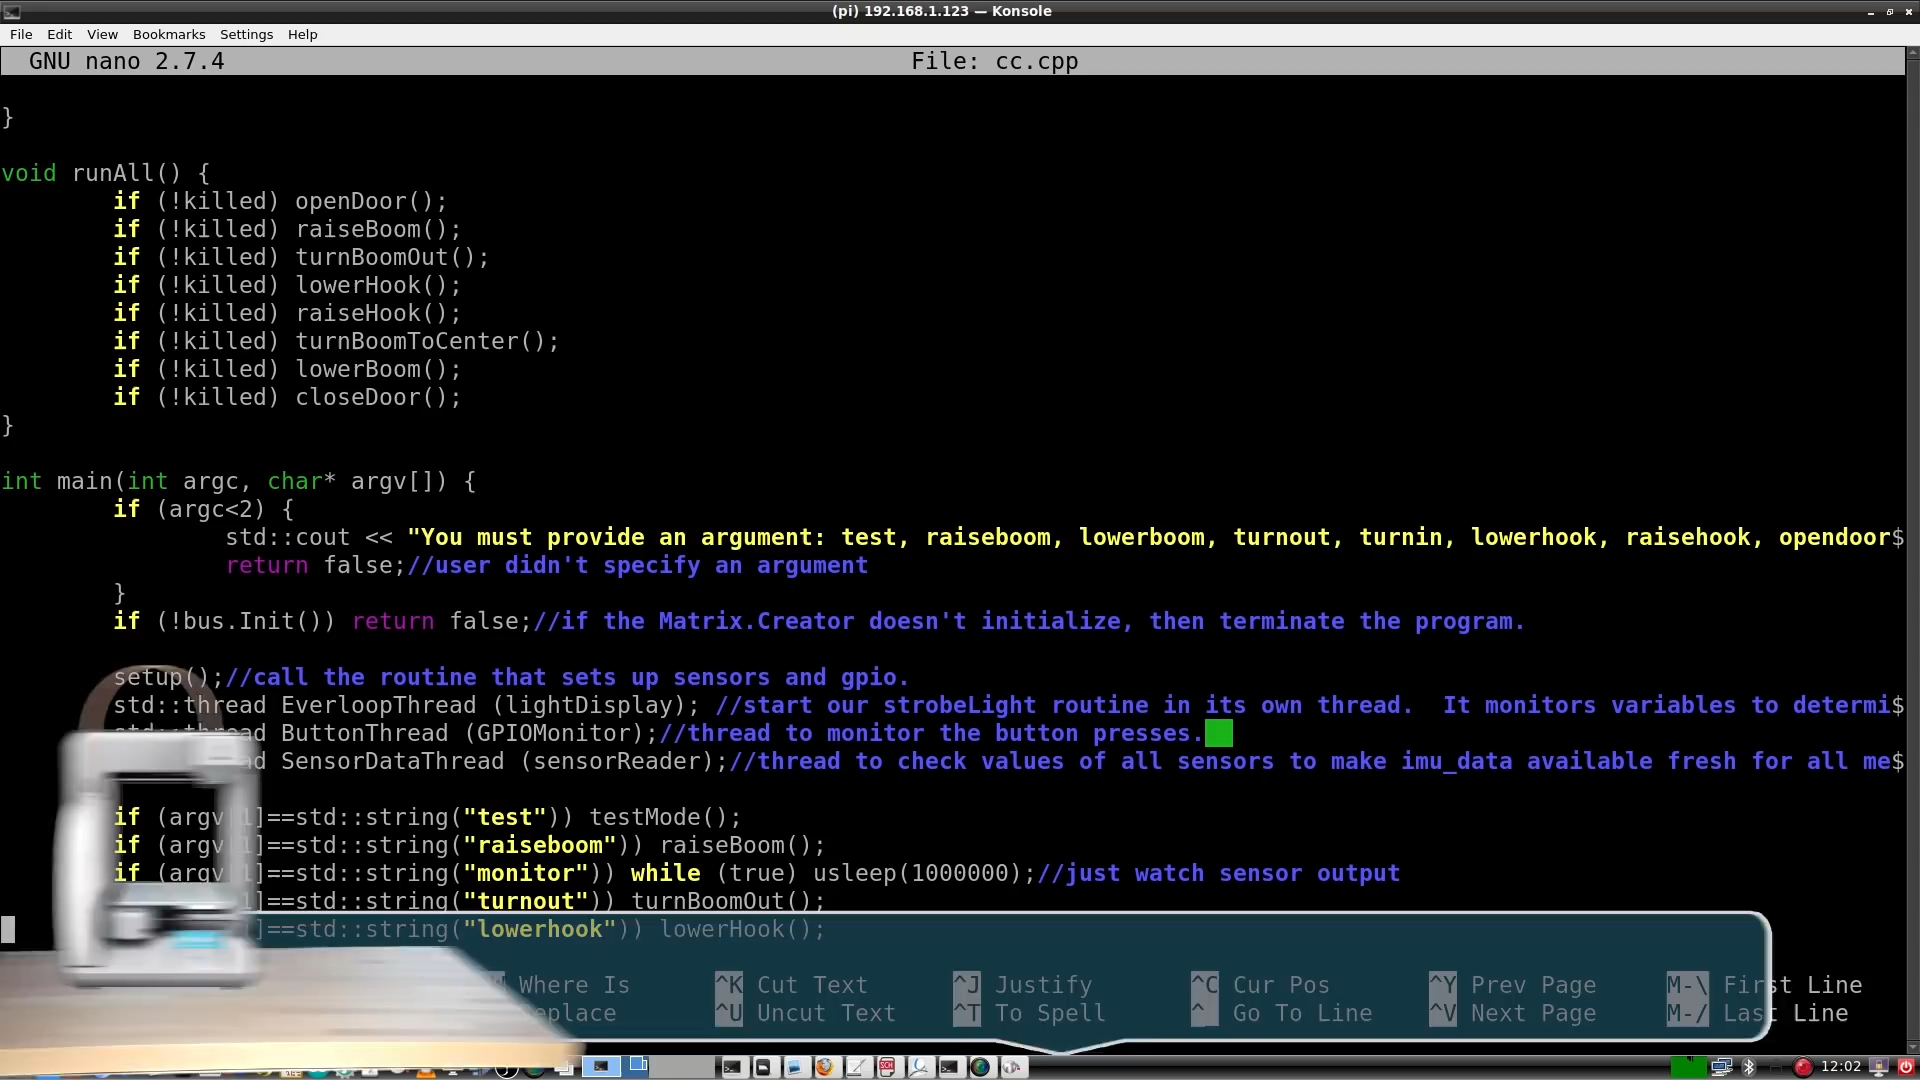 (pi) 192.168.1.123 — Konsole
File Edit View Bookmarks Settings Help
GNU nano 2.7.4 File: cc.cpp
}
void runAll() {
if (!killed) openDoor();
if (!killed) raiseBoom();
if (!killed) turnBoomOut();
if (!killed) lowerHook();
if (!killed) raiseHook();
if (!killed) turnBoomToCenter();
if (!killed) lowerBoom();
if (!killed) closeDoor();
}
int main(int argc, char* argv[]) {
if (argc<2) {
std::cout << "You must provide an argument: test, raiseboom, lowerboom, turnout, turnin, lowerhook, raisehook, opendoor$
return false;//user didn't specify an argument
}
if (!bus.Init()) return false;//if the Matrix.Creator doesn't initialize, then terminate the program.
setup();//call the routine that sets up sensors and gpio.
std::thread EverloopThread (lightDisplay); //start our strobeLight routine in its own thread.  It monitors variables to determi$
std::thread ButtonThread (GPIOMonitor);//thread to monitor the button presses.
SensorDataThread (sensorReader);//thread to check values of all sensors to make imu_data available fresh for all me$
if (argv[1]==std::string("test")) testMode();
if (argv[1]==std::string("raiseboom")) raiseBoom();
if (argv[1]==std::string("monitor")) while (true) usleep(1000000);//just watch sensor output
]==std::string("turnout")) turnBoomOut();
]==std::string("lowerhook")) lowerHook();
Where Is ^K Cut Text ^J Justify ^C Cur Pos ^Y Prev Page M-\ First Line
^U Uncut Text ^T To Spell ^_ Go To Line ^V Next Page M-/ Last Line
12:02